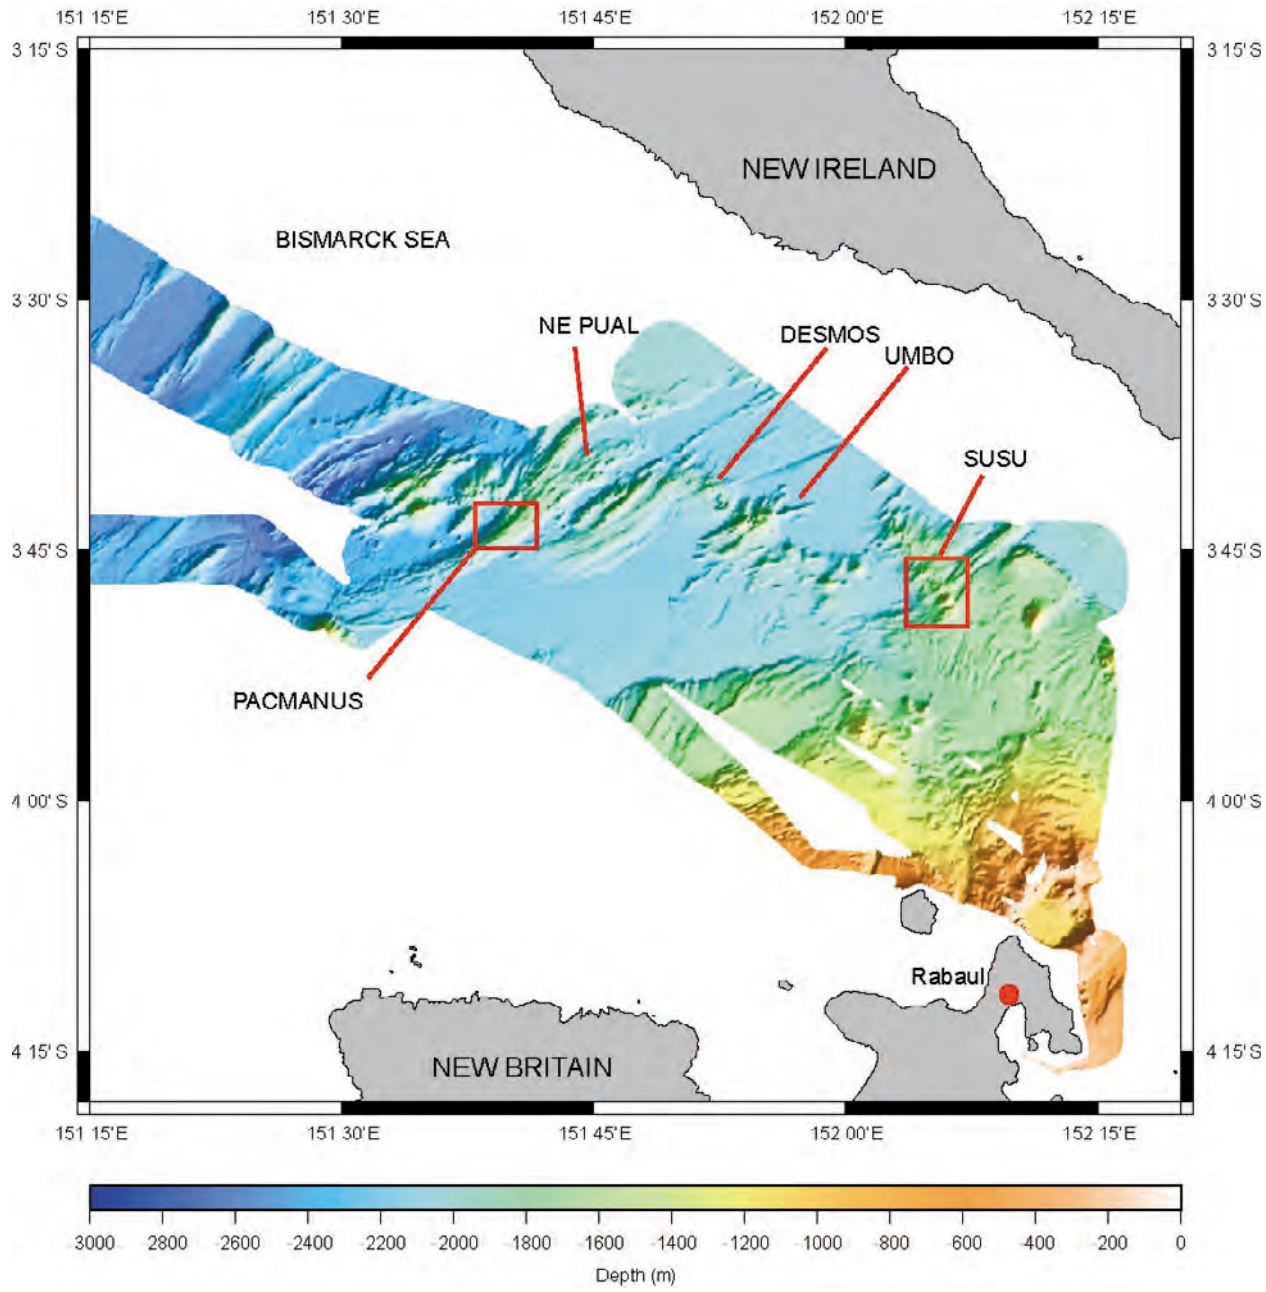 151 15'E 151 30'E 151 45'E 152 00'E 152 15'E
3 15'S 3 15'S
NEW IRELAND
BISMARCK SEA
3 30'S 3 30'S
NE PUAL
DESMOS
UMBO
SUSU
3 45'S 3 45'S
PACMANUS
4 00'S 4 00'S
Rabaul
4 15'S 4 15'S
NEW BRITAIN
151 15'E 151 30'E 151 45'E 152 00'E 152 15'E
-3000 -2800 -2600 -2400 -2200 -2000 -1800 -1600 -1400 -1200 -1000 -800 -600 -400 -200 0
Depth (m)